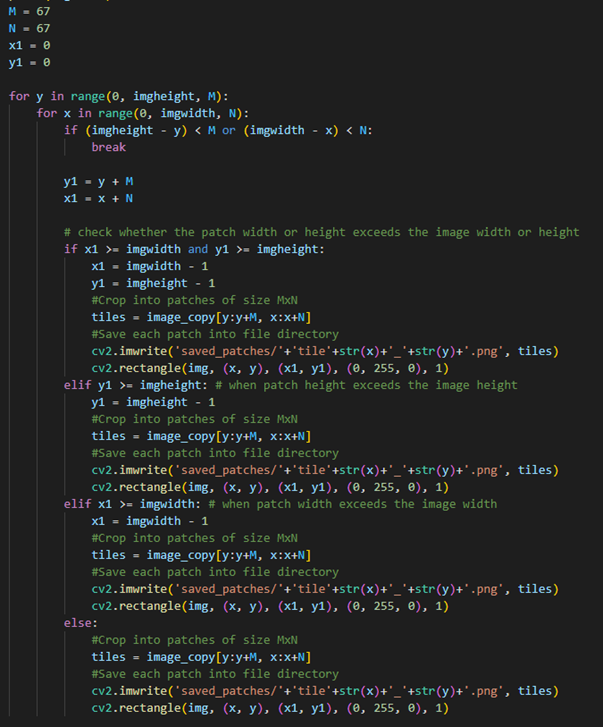 M = 67
N = 67
x1 = 0
y1 = 0
for y in range(0, imgheight, M):
    for x in range(0, imgwidth, N):
        if (imgheight - y) < M or (imgwidth - x) < N:
            break
        y1 = y + M
        x1 = x + N
        # check whether the patch width or height exceeds the image width or height
        if x1 >= imgwidth and y1 >= imgheight:
            x1 = imgwidth - 1
            y1 = imgheight - 1
            #Crop into patches of size MxN
            tiles = image_copy[y:y+M, x:x+N]
            #Save each patch into file directory
            cv2.imwrite('saved_patches/'+'tile'+str(x)+'_'+str(y)+'.png', tiles)
            cv2.rectangle(img, (x, y), (x1, y1), (0, 255, 0), 1)
        elif y1 >= imgheight: # when patch height exceeds the image height
            y1 = imgheight - 1
            #Crop into patches of size MxN
            tiles = image_copy[y:y+M, x:x+N]
            #Save each patch into file directory
            cv2.imwrite('saved_patches/'+'tile'+str(x)+'_'+str(y)+'.png', tiles)
            cv2.rectangle(img, (x, y), (x1, y1), (0, 255, 0), 1)
        elif x1 >= imgwidth: # when patch width exceeds the image width
            x1 = imgwidth - 1
            #Crop into patches of size MxN
            tiles = image_copy[y:y+M, x:x+N]
            #Save each patch into file directory
            cv2.imwrite('saved_patches/'+'tile'+str(x)+'_'+str(y)+'.png', tiles)
            cv2.rectangle(img, (x, y), (x1, y1), (0, 255, 0), 1)
        else:
            #Crop into patches of size MxN
            tiles = image_copy[y:y+M, x:x+N]
            #Save each patch into file directory
            cv2.imwrite('saved_patches/'+'tile'+str(x)+'_'+str(y)+'.png', tiles)
            cv2.rectangle(img, (x, y), (x1, y1), (0, 255, 0), 1)